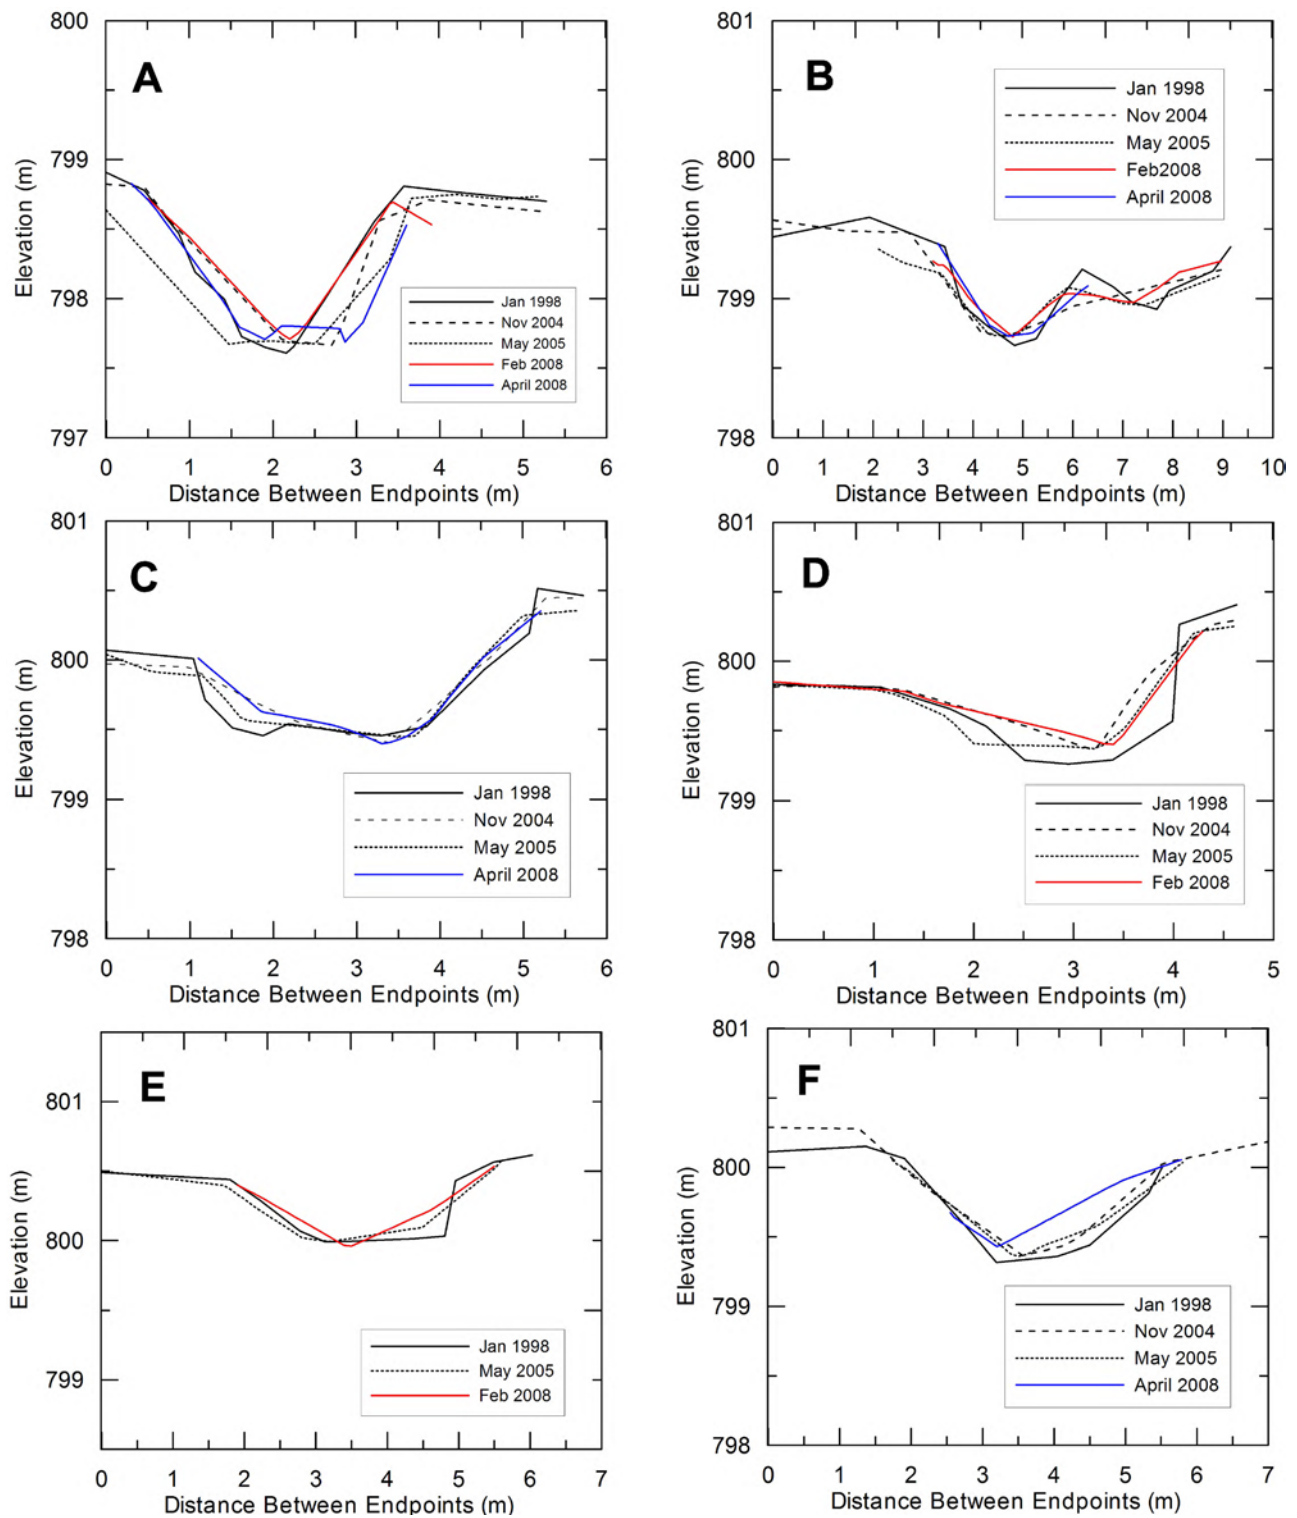 A
800
799
798
797
Elevation (m)
0 1 2 3 4 5 6
Distance Between Endpoints (m)
Jan 1998
Nov 2004
May 2005
Feb 2008
April 2008
B
801
800
799
798
Elevation (m)
0 1 2 3 4 5 6 7 8 9 10
Distance Between Endpoints (m)
Jan 1998
Nov 2004
May 2005
Feb2008
April 2008
C
801
800
799
798
Elevation (m)
0 1 2 3 4 5 6
Distance Between Endpoints (m)
Jan 1998
Nov 2004
May 2005
April 2008
D
801
800
799
798
Elevation (m)
0 1 2 3 4 5
Distance Between Endpoints (m)
Jan 1998
Nov 2004
May 2005
Feb 2008
E
801
800
799
Elevation (m)
0 1 2 3 4 5 6 7
Distance Between Endpoints (m)
Jan 1998
May 2005
Feb 2008
F
801
800
799
798
Elevation (m)
0 1 2 3 4 5 6 7
Distance Between Endpoints (m)
Jan 1998
Nov 2004
May 2005
April 2008